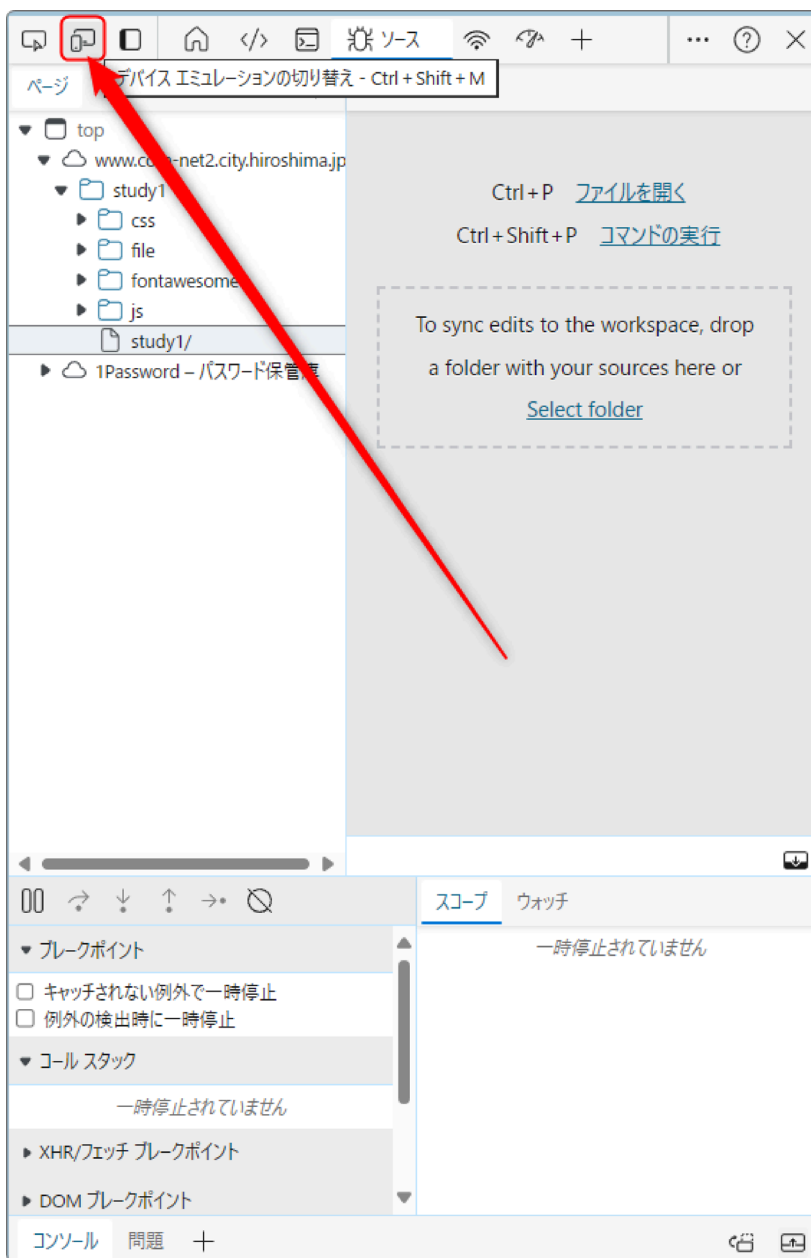 </> ソース
デバイス エミュレーションの切り替え - Ctrl + Shift + M
ページ
top
www.c -net2.city.hiroshima.jp
study1
css
file
fontawesome
js
study1/
1Password – パスワード保管庫
Ctrl + P ファイルを開く
Ctrl + Shift + P コマンドの実行
To sync edits to the workspace, drop
a folder with your sources here or
Select folder
スコープ ウォッチ
ブレークポイント
一時停止されていません
キャッチされない例外で一時停止
例外の検出時に一時停止
コール スタック
一時停止されていません
XHR/フェッチ ブレークポイント
DOM ブレークポイント
コンソール 問題